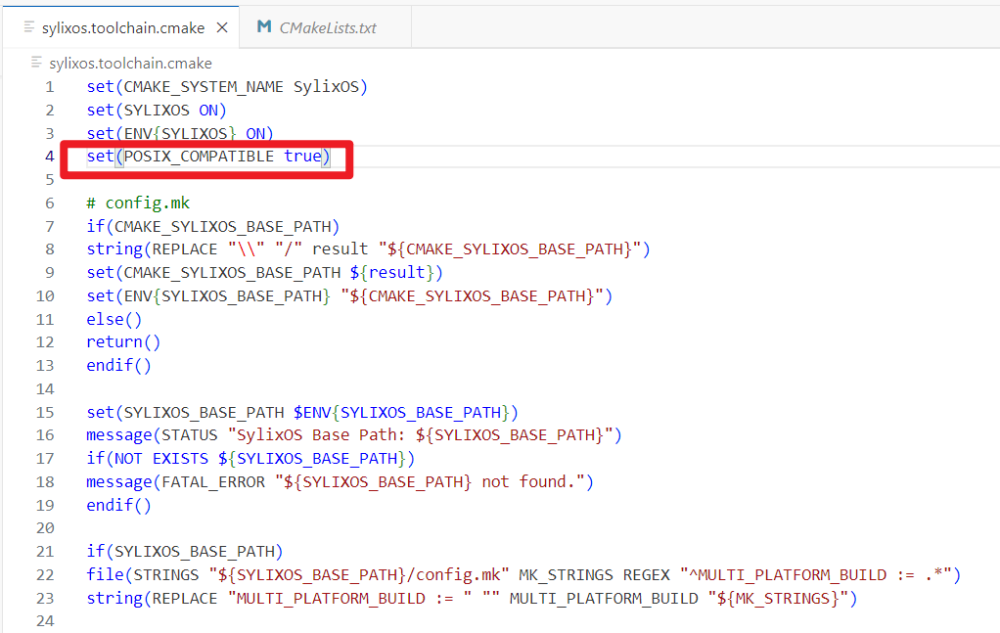 sylixos.toolchain.cmake CMakeLists.txt
sylixos.toolchain.cmake
1 set(CMAKE_SYSTEM_NAME SylixOS)
2 set(SYLIXOS ON)
3 set(ENV{SYLIXOS} ON)
4 set(POSIX_COMPATIBLE true)
5
6 # config.mk
7 if(CMAKE_SYLIXOS_BASE_PATH)
8 string(REPLACE "\\" "/" result "${CMAKE_SYLIXOS_BASE_PATH}")
9 set(CMAKE_SYLIXOS_BASE_PATH ${result})
10 set(ENV{SYLIXOS_BASE_PATH} "${CMAKE_SYLIXOS_BASE_PATH}")
11 else()
12 return()
13 endif()
14
15 set(SYLIXOS_BASE_PATH $ENV{SYLIXOS_BASE_PATH})
16 message(STATUS "SylixOS Base Path: ${SYLIXOS_BASE_PATH}")
17 if(NOT EXISTS ${SYLIXOS_BASE_PATH})
18 message(FATAL_ERROR "${SYLIXOS_BASE_PATH} not found.")
19 endif()
20
21 if(SYLIXOS_BASE_PATH)
22 file(STRINGS "${SYLIXOS_BASE_PATH}/config.mk" MK_STRINGS REGEX "^MULTI_PLATFORM_BUILD := .*")
23 string(REPLACE "MULTI_PLATFORM_BUILD := " "" MULTI_PLATFORM_BUILD "${MK_STRINGS}")
24